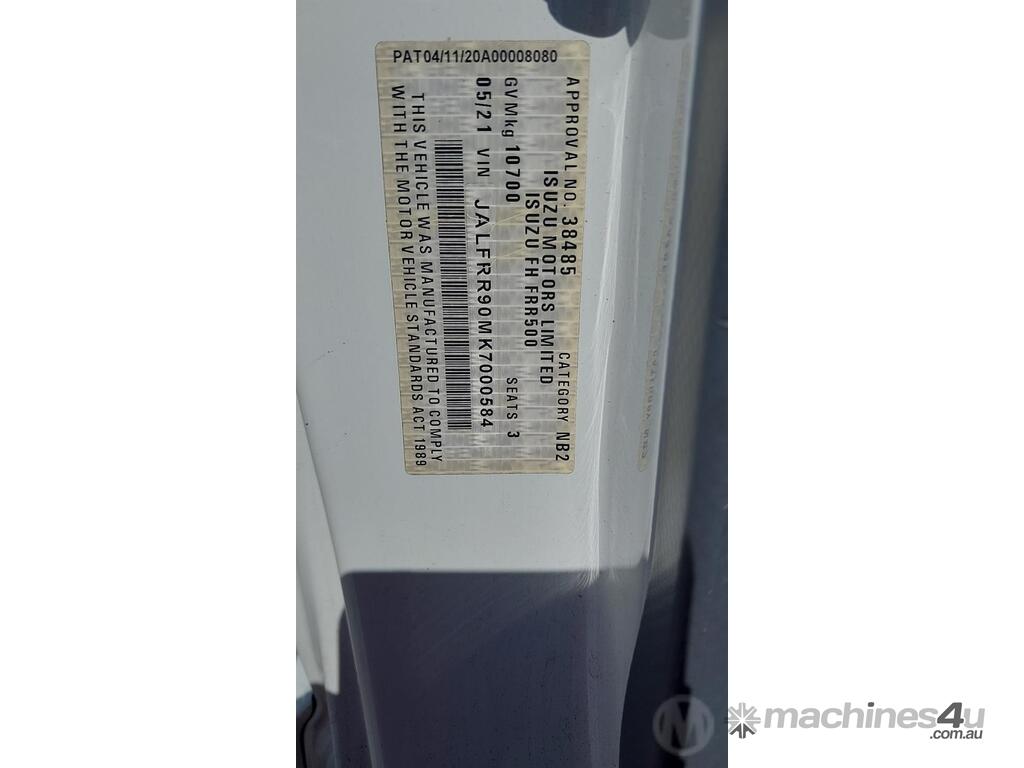 PAT04/11/20A00008080
APPROVAL NO. 38485 CATEGORY NB2
ISUZU MOTORS LIMITED
ISUZU FH FRR500
GVMkg 10700 SEATS 3
05/21 VIN JALFRR90MK7000584
THIS VEHICLE WAS MANUFACTURED TO COMPLY
WITH THE MOTOR VEHICLE STANDARDS ACT 1989
M machines4u
.com.au